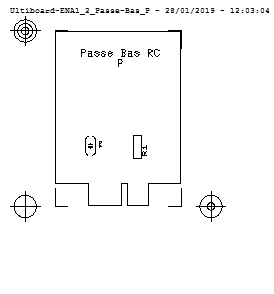 Ultiboard-ENA1_2_Passe-Bas_P - 28/01/2019 - 12:03:04
Passe Bas RC
P
R1